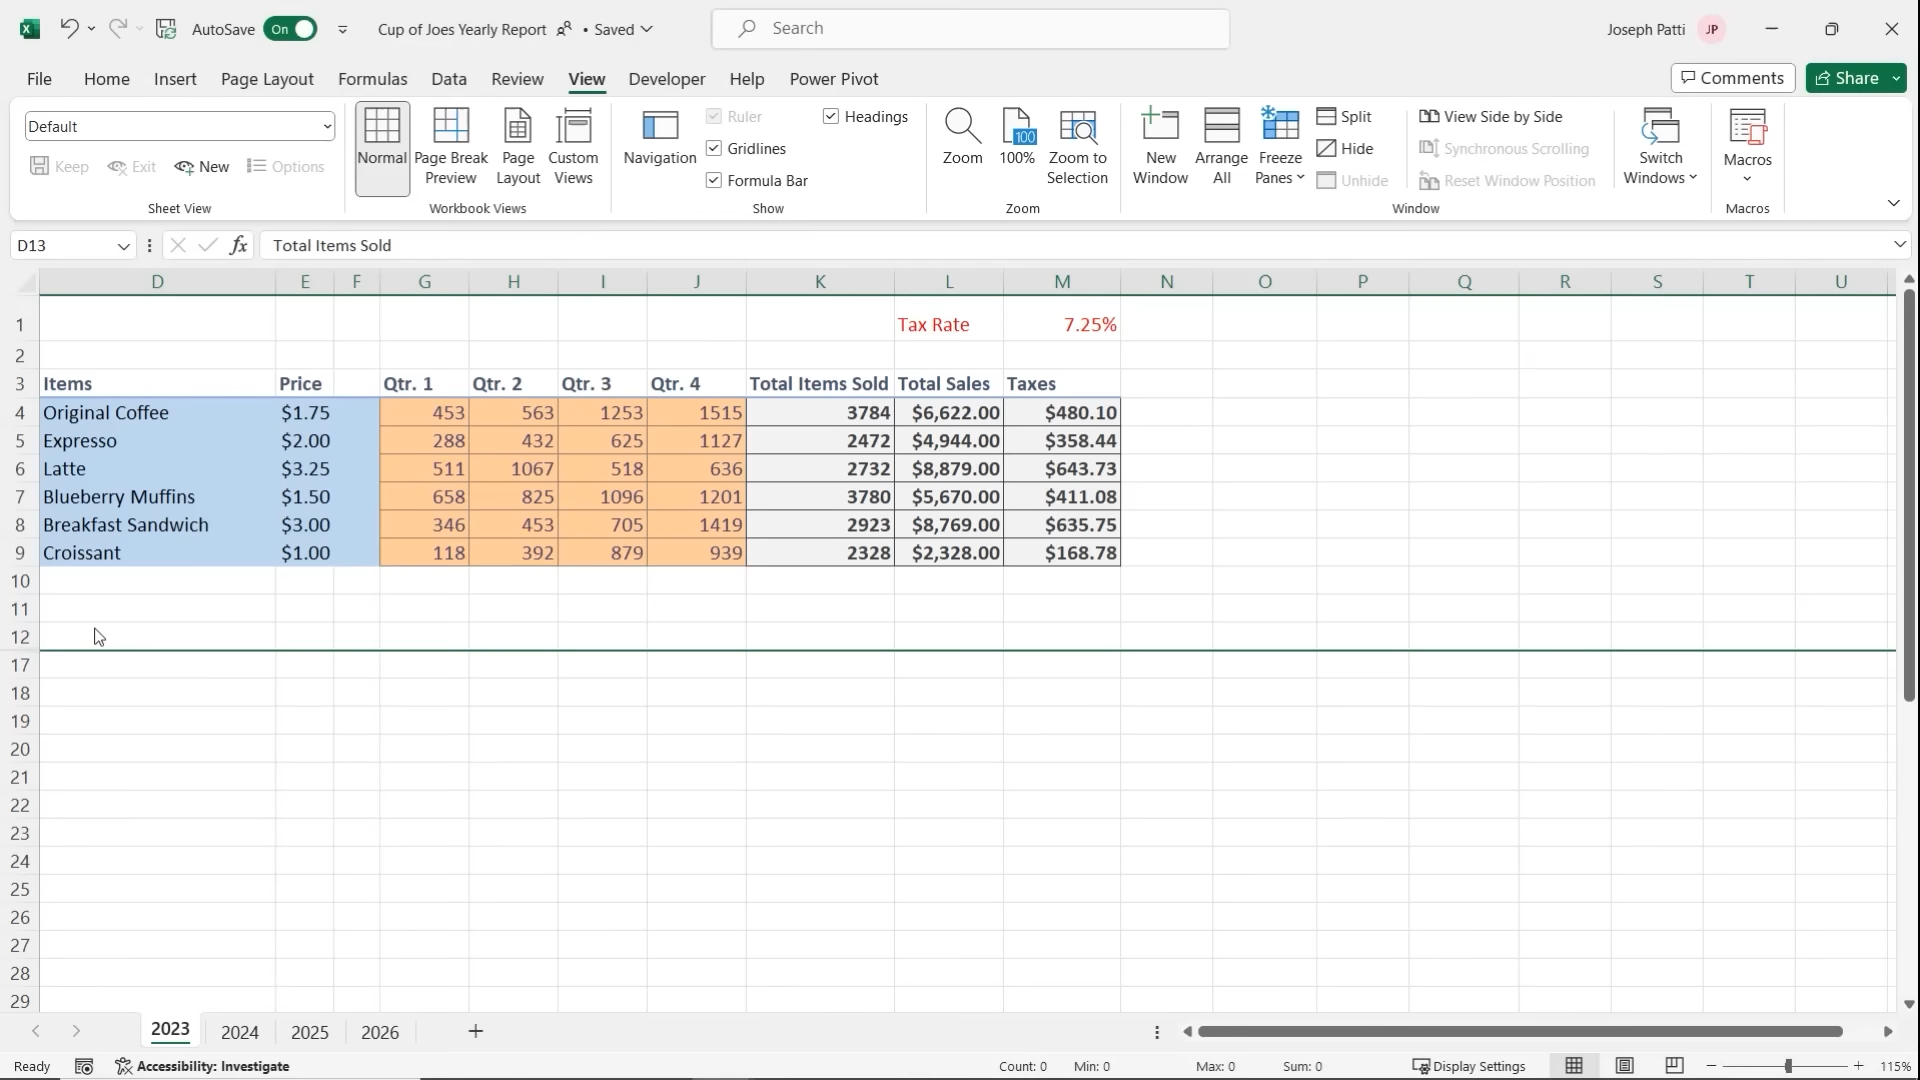 AutoSave On Cup of Joes Yearly Report • Saved Search Joseph Patti JP
File Home Insert Page Layout Formulas Data Review View Developer Help Power Pivot Comments Share
Default
Keep Exit New Options
Sheet View
Normal
Page Break Preview
Page Layout
Custom Views
Workbook Views
Navigation
Ruler
Gridlines
Formula Bar
Headings
Show
Zoom
100
100%
Zoom to Selection
Zoom
New Window
Arrange All
Freeze Panes
Split
Hide
Unhide
View Side by Side
Synchronous Scrolling
Reset Window Position
Switch Windows
Window
Macros
Macros
D13 fx Total Items Sold
D E F G H I J K L M N O P Q R S T U
1 Tax Rate 7.25%
2
3 Items Price Qtr. 1 Qtr. 2 Qtr. 3 Qtr. 4 Total Items Sold Total Sales Taxes
4 Original Coffee $1.75 453 563 1253 1515 3784 $6,622.00 $480.10
5 Expresso $2.00 288 432 625 1127 2472 $4,944.00 $358.44
6 Latte $3.25 511 1067 518 636 2732 $8,879.00 $643.73
7 Blueberry Muffins $1.50 658 825 1096 1201 3780 $5,670.00 $411.08
8 Breakfast Sandwich $3.00 346 453 705 1419 2923 $8,769.00 $635.75
9 Croissant $1.00 118 392 879 939 2328 $2,328.00 $168.78
10
11
12
17
18
19
20
21
22
23
24
25
26
27
28
29
2023 2024 2025 2026
Ready Accessibility: Investigate Count: 0 Min: 0 Max: 0 Sum: 0 Display Settings 115%